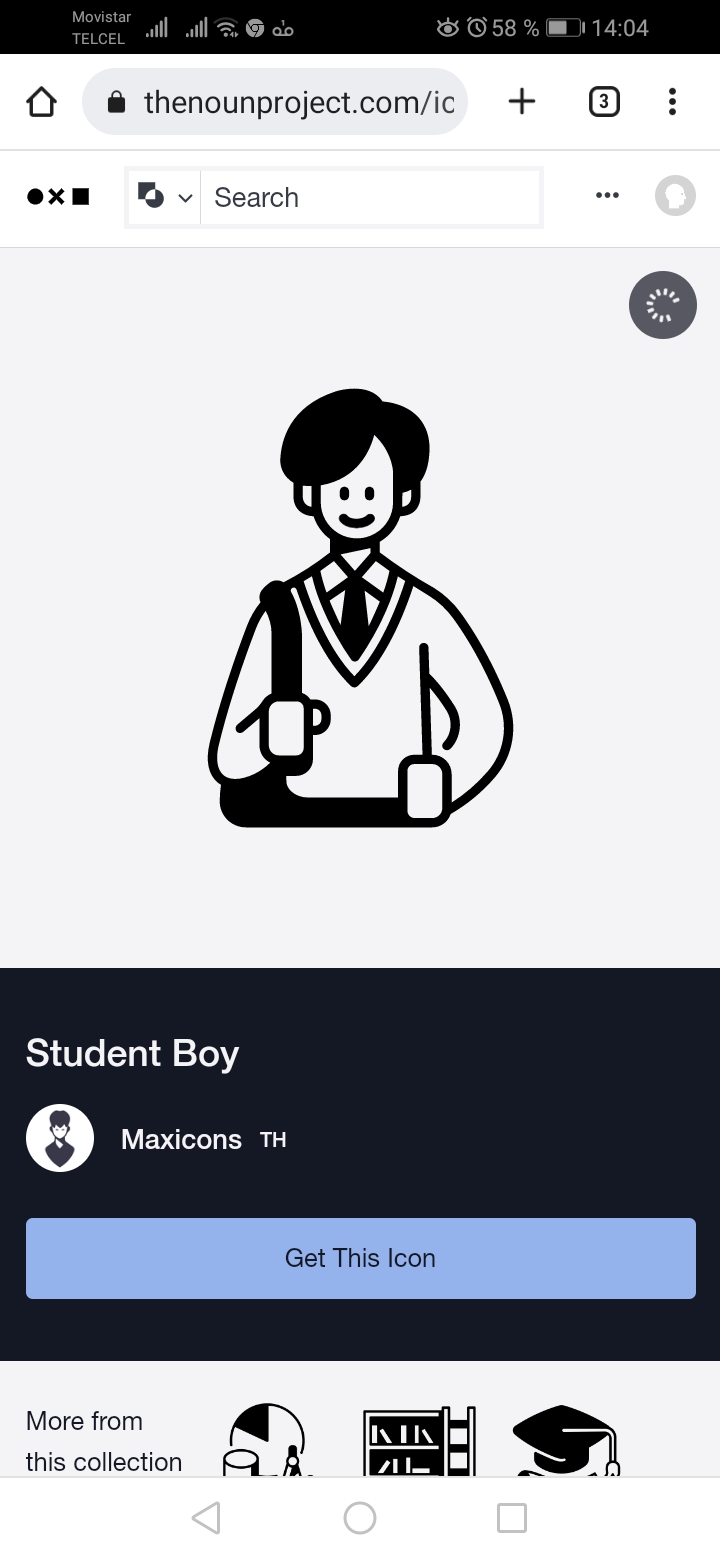 Movistar
TELCEL
58 %
14:04
thenounproject.com/ic
3
Search
Student Boy
Maxicons TH
Get This Icon
More from
this collection